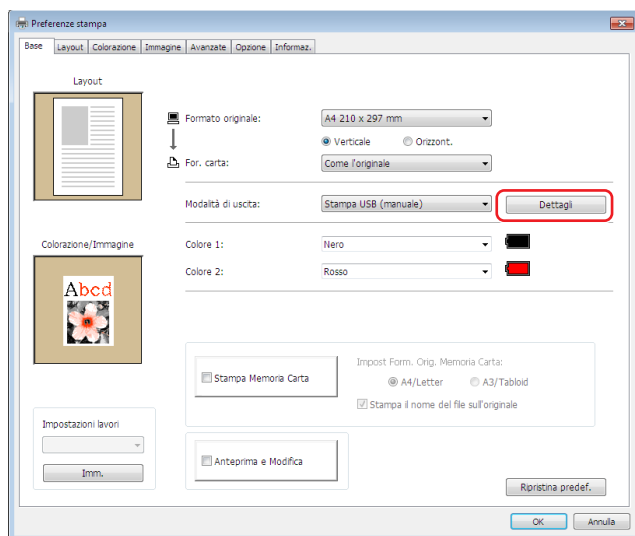 Preferenze stampa
Base Layout Colorazione Immagine Avanzate Opzione Informaz.
Layout
Formato originale: A4 210 x 297 mm
Verticale Orizzont.
For. carta: Come l'originale
Modalità di uscita: Stampa USB (manuale) Dettagli
Colorazione/Immagine
Colore 1: Nero
Colore 2: Rosso
Abcd
Stampa Memoria Carta
Impost Form. Orig. Memoria Carta:
A4/Letter A3/Tabloid
Stampa il nome del file sull'originale
Impostazioni lavori
Imm.
Anteprima e Modifica
Ripristina predef.
OK Annulla